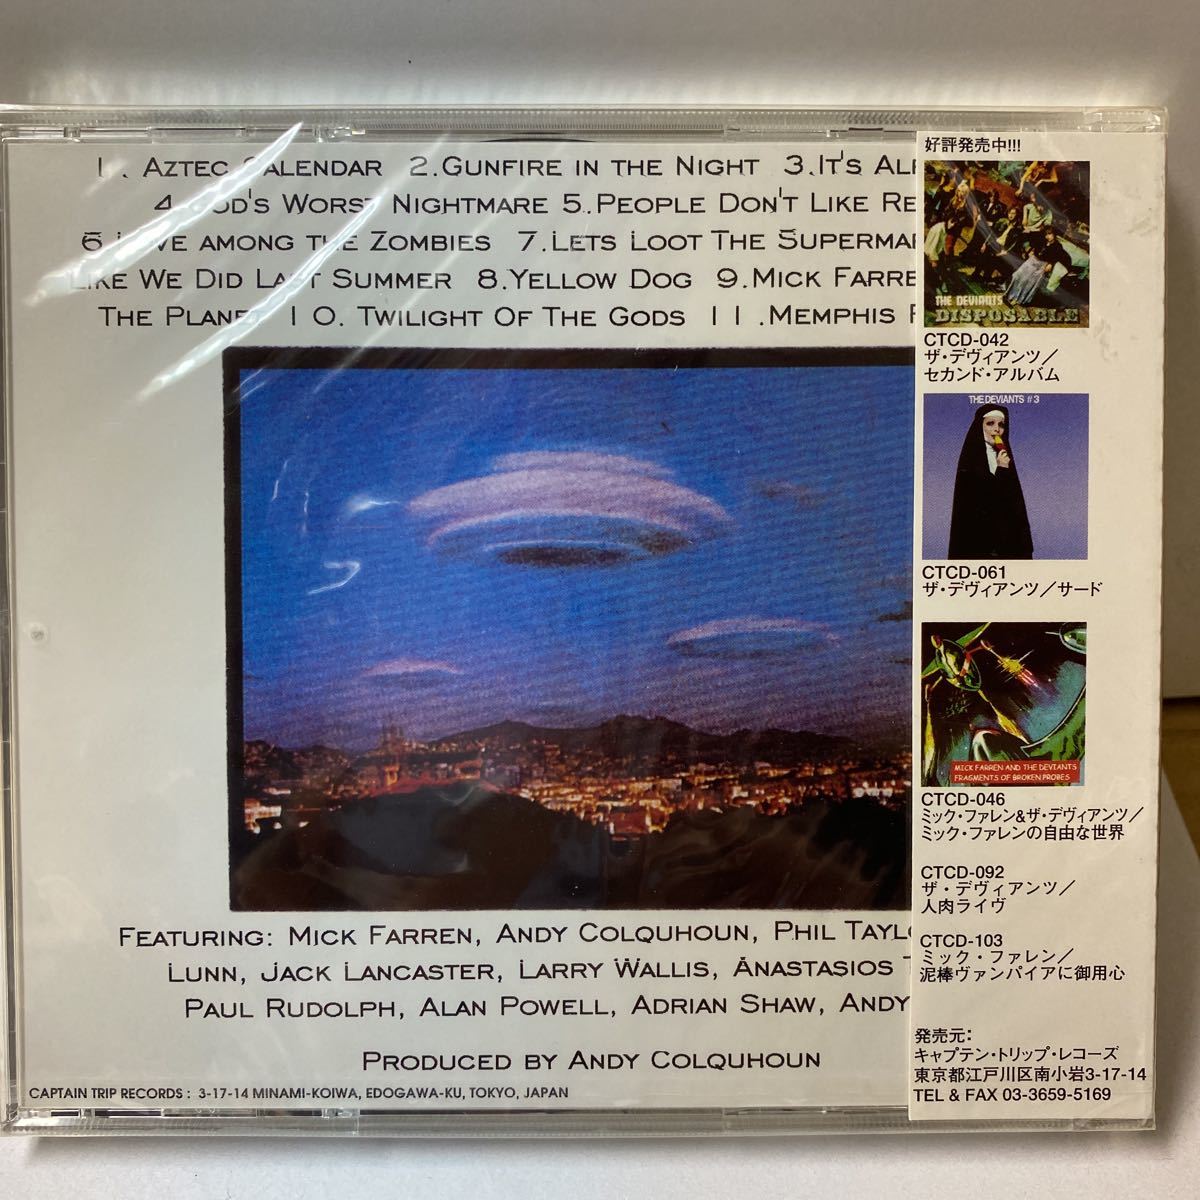 1. AZTEC CALENDAR 2.GUNFIRE IN THE NIGHT 3.IT'S
4.GOD'S WORST NIGHTMARE 5.PEOPLE DON'T LIKE
6.LOVE AMONG THE ZOMBIES 7.LETS LOOT THE
LIKE WE DID LAST SUMMER 8.YELLOW DOG 9.MICK
THE PLANET 10. TWILIGHT OF THE GODS 11.MEMPHIS
FEATURING: MICK FARREN, ANDY COLQUHOUN, PHIL
LUNN, JACK LANCASTER, LARRY WALLIS, ANASTASIOS
PAUL RUDOLPH, ALAN POWELL, ADRIAN SHAW, ANDY
PRODUCED BY ANDY COLQUHOUN
CAPTAIN TRIP RECORDS : 3-17-14 MINAMI-KOIWA, EDOGAWA-KU, TOKYO, JAPAN
好評発売中!!!
THE DEVIANTS
DISPOSABLE
CTCD-042
ザ・デヴィアンツ／
セカンド・アルバム
THE DEVIANTS #3
CTCD-061
ザ・デヴィアンツ／サード
MICK FARREN AND THE DEVIANTS
FRAGMENTS OF BROKEN PROBES
CTCD-046
ミック・ファレン&ザ・デヴィアンツ／
ミック・ファレンの自由な世界
CTCD-092
ザ・デヴィアンツ／
人肉ライヴ
CTCD-103
ミック・ファレン／
泥棒ヴァンパイアに御用心
発売元：
キャプテン・トリップ・レコーズ
東京都江戸川区南小岩3-17-14
TEL & FAX 03-3659-5169